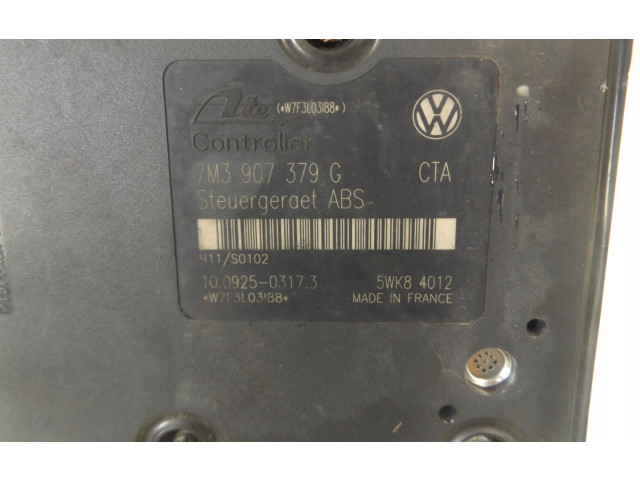 Ate (*W7F3L03188*)
Controller
7M3 907 379 G CTA
Steuergeraet ABS
H11/S0102
10.0925-0317.3 5WK8 4012
*W7F3L03188* MADE IN FRANCE